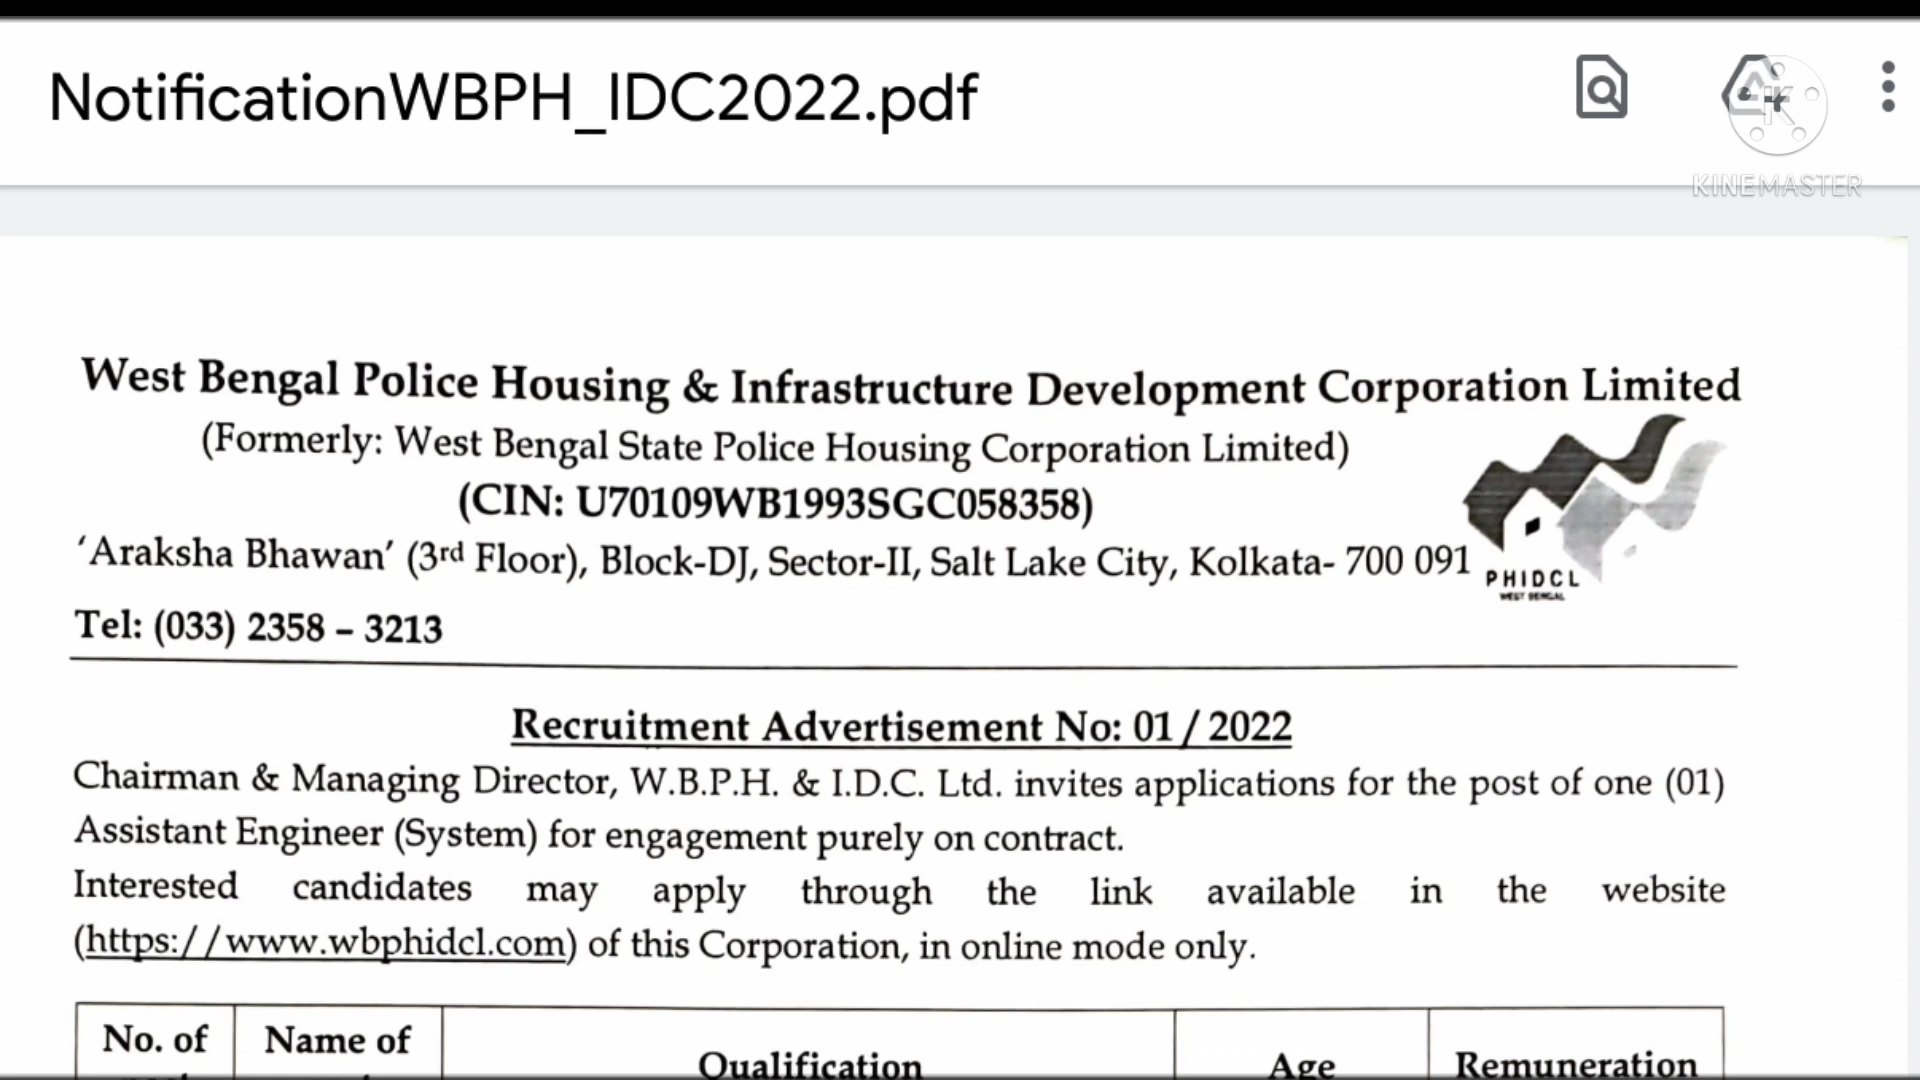 NotificationWBPH_IDC2022.pdf
KINEMASTER
West Bengal Police Housing & Infrastructure Development Corporation Limited
(Formerly: West Bengal State Police Housing Corporation Limited)
(CIN: U70109WB1993SGC058358)
'Araksha Bhawan' (3rd Floor), Block-DJ, Sector-II, Salt Lake City, Kolkata- 700 091
PHIDCL
WEST BENGAL
Tel: (033) 2358 – 3213
Recruitment Advertisement No: 01 / 2022
Chairman & Managing Director, W.B.P.H. & I.D.C. Ltd. invites applications for the post of one (01)
Assistant Engineer (System) for engagement purely on contract.
Interested candidates may apply through the link available in the website
(https://www.wbphidcl.com) of this Corporation, in online mode only.
No. of
Name of
Qualification
Age
Remuneration